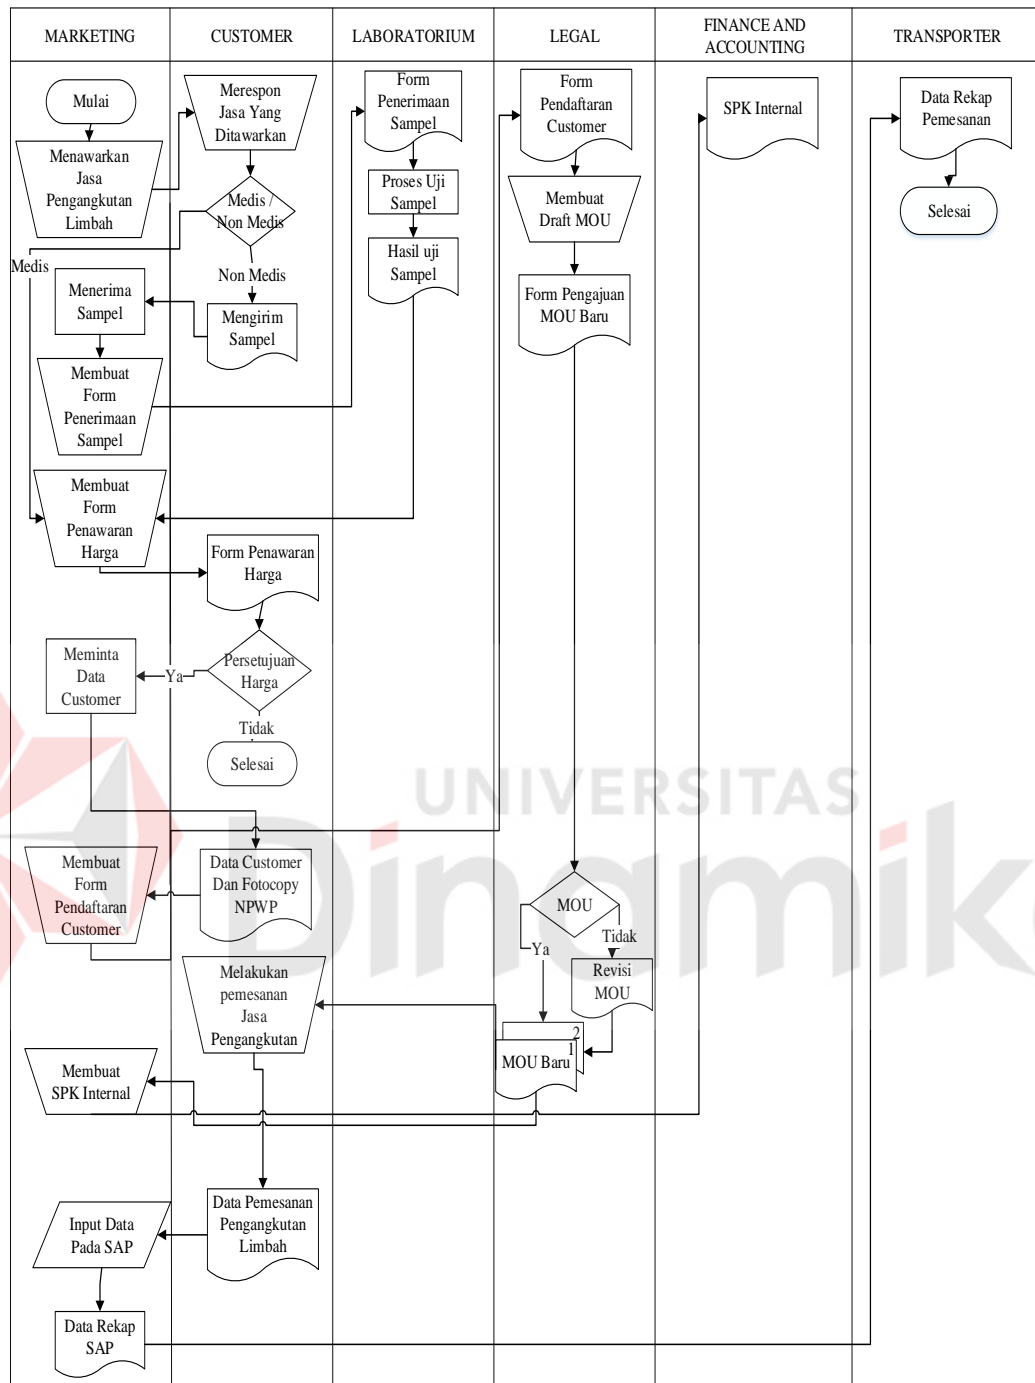 MARKETING
CUSTOMER
LABORATORIUM
LEGAL
FINANCE AND
ACCOUNTING
TRANSPORTER
Mulai
Menawarkan
Jasa
Pengangkutan
Limbah
Merespon
Jasa Yang
Ditawarkan
Medis /
Non Medis
Medis
Non Medis
Mengirim
Sampel
Menerima
Sampel
Membuat
Form
Penerimaan
Sampel
Form
Penerimaan
Sampel
Proses Uji
Sampel
Hasil uji
Sampel
Membuat
Form
Penawaran
Harga
Form Penawaran
Harga
Persetujuan
Harga
Ya
Tidak
Selesai
Meminta
Data
Customer
Data Customer
Dan Fotocopy
NPWP
Membuat
Form
Pendaftaran
Customer
Form
Pendaftaran
Customer
Membuat
Draft MOU
Form Pengajuan
MOU Baru
MOU
Ya
Tidak
Revisi
MOU
2
1
MOU Baru
Melakukan
pemesanan
Jasa
Pengangkutan
Membuat
SPK Internal
SPK Internal
Data Pemesanan
Pengangkutan
Limbah
Input Data
Pada SAP
Data Rekap
SAP
Data Rekap
Pemesanan
Selesai
UNIVERSITAS
Dinamika